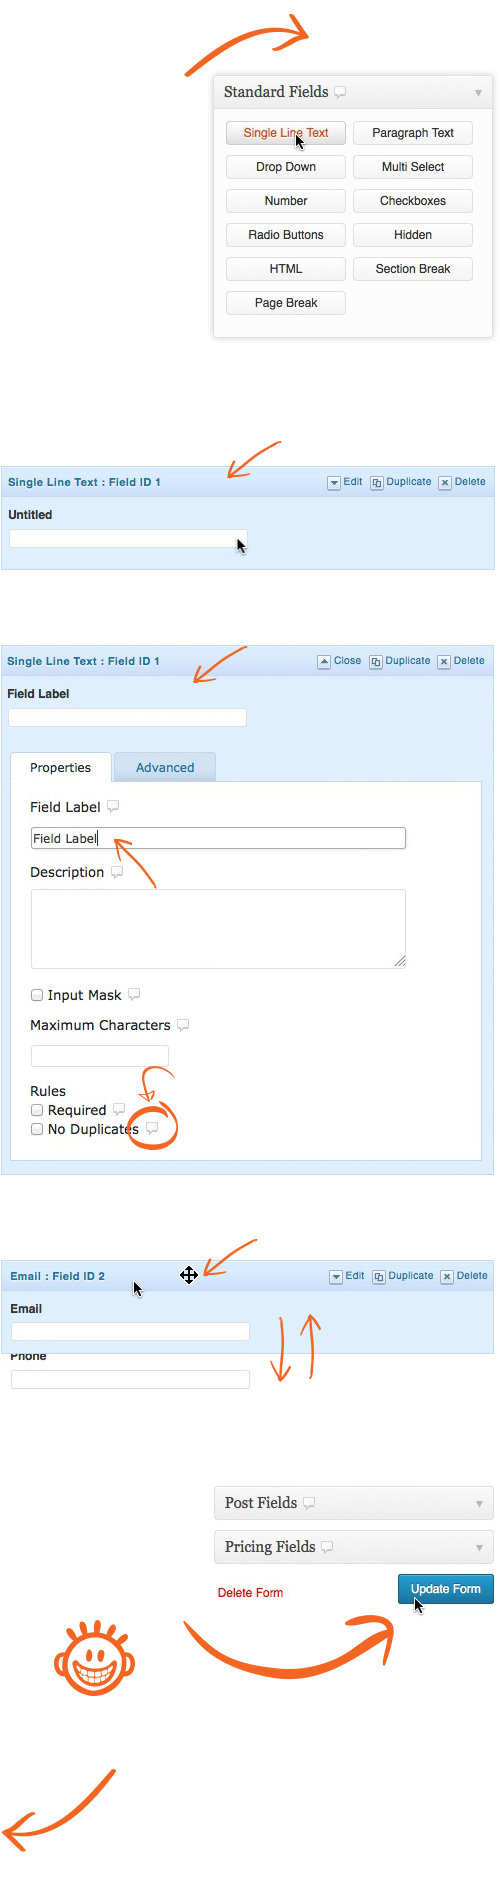 Standard Fields
Single Line Text Paragraph Text
Drop Down Multi Select
Number Checkboxes
Radio Buttons Hidden
HTML Section Break
Page Break
Single Line Text : Field ID 1 Edit Duplicate Delete
Untitled
Single Line Text : Field ID 1 Close Duplicate Delete
Field Label
Properties Advanced
Field Label
Field Label
Description
Input Mask
Maximum Characters
Rules
Required
No Duplicates
Email : Field ID 2 Edit Duplicate Delete
Email
Phone
Post Fields
Pricing Fields
Delete Form Update Form